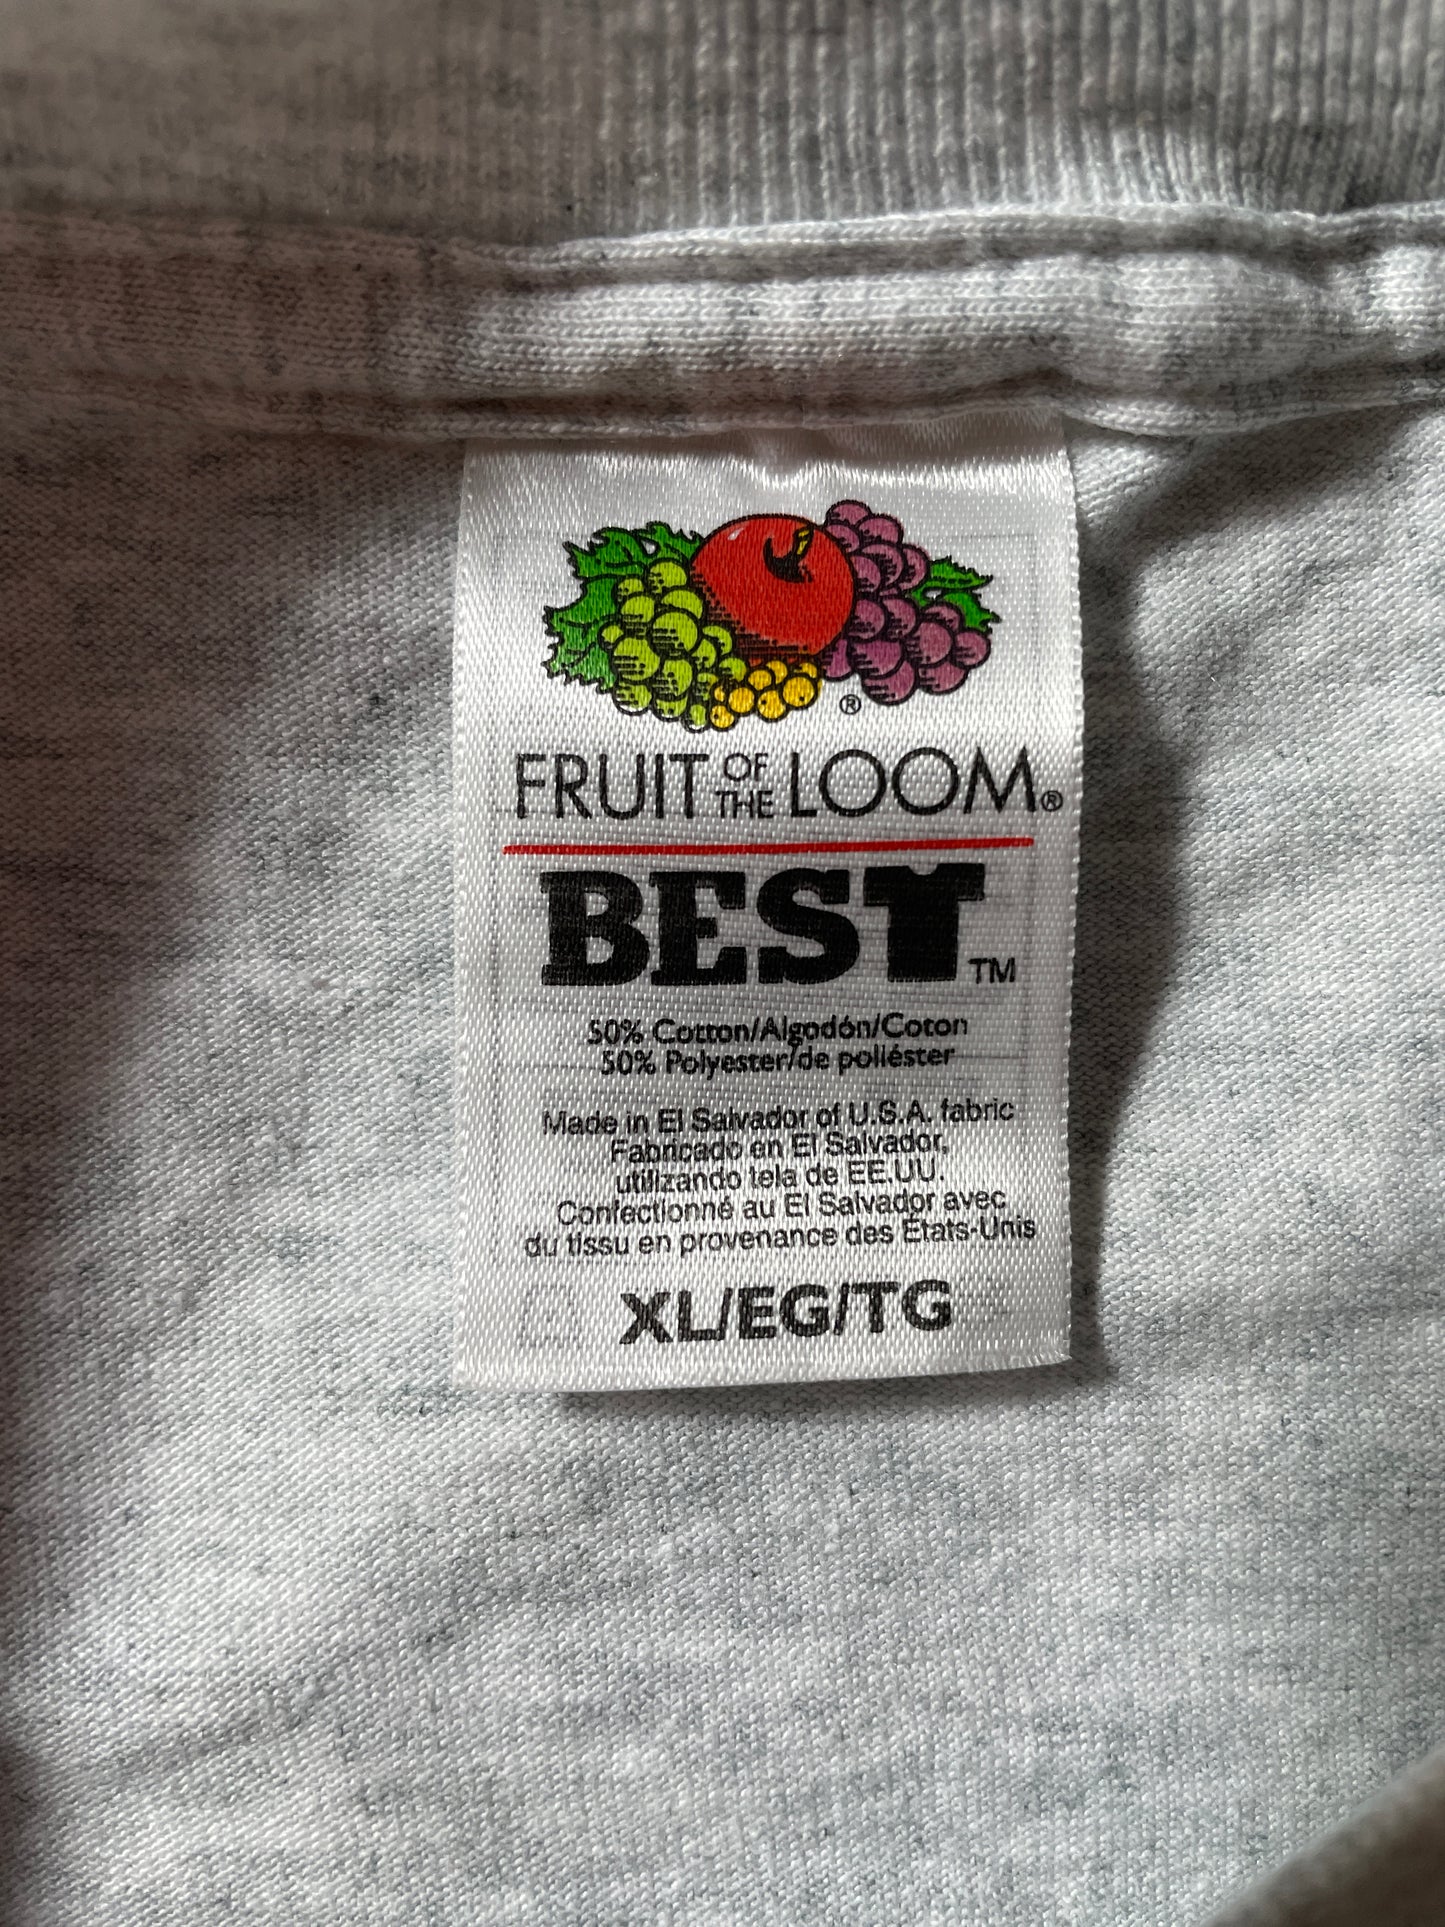 ®
FRUIT OF THE LOOM®
BEST™
50% Cotton/Algodón/Coton
50% Polyester/de poliéster
Made in El Salvador of U.S.A. fabric
Fabricado en El Salvador,
utilizando tela de EE.UU.
Confectionné au El Salvador avec
du tissu en provenance des Etats-Unis
XL/EG/TG